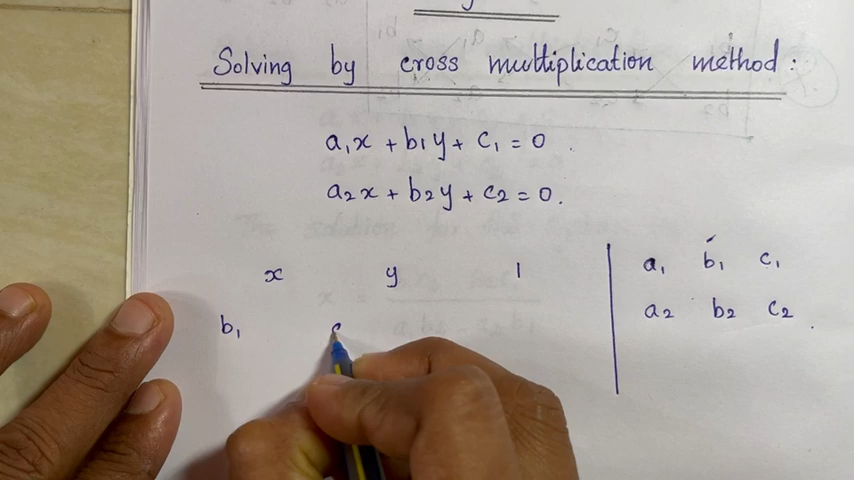 Solving by cross multiplication method :
a₁x + b₁y + c₁ = 0 .
a₂x + b₂y + c₂ = 0.
x y 1
b₁ c
a₁ b₁ c₁
a₂ b₂ c₂ .